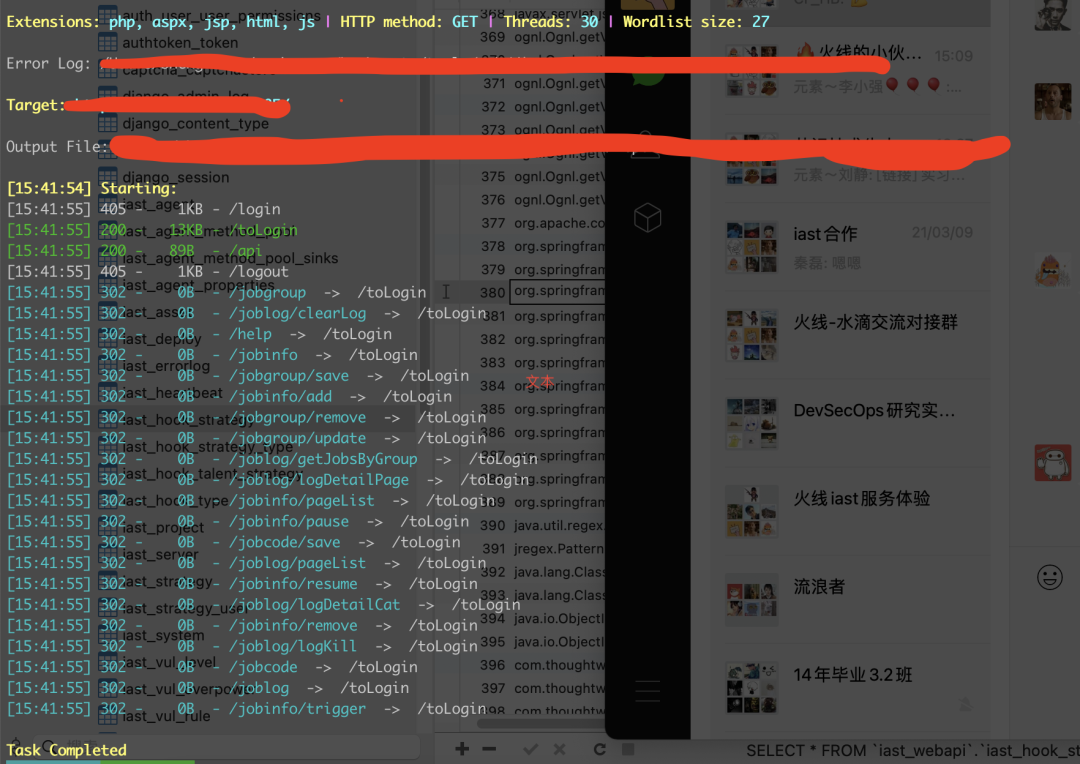 Extensions: php, aspx, jsp, html, js | HTTP method: GET | Threads: 30 | Wordlist size: 27
Error Log:
Target:
Output File:
[15:41:54] Starting:
[15:41:55] 405 - 1KB - /login
[15:41:55] 200 - 13KB - /toLogin
[15:41:55] 200 - 89B - /api
[15:41:55] 405 - 1KB - /logout
[15:41:55] 302 - 0B - /jobgroup -> /toLogin
[15:41:55] 302 - 0B - /joblog/clearLog -> /toLogin
[15:41:55] 302 - 0B - /help -> /toLogin
[15:41:55] 302 - 0B - /jobinfo -> /toLogin
[15:41:55] 302 - 0B - /jobgroup/save -> /toLogin
[15:41:55] 302 - 0B - /jobinfo/add -> /toLogin
[15:41:55] 302 - 0B - /jobgroup/remove -> /toLogin
[15:41:55] 302 - 0B - /jobgroup/update -> /toLogin
[15:41:55] 302 - 0B - /joblog/getJobsByGroup -> /toLogin
[15:41:55] 302 - 0B - /joblog/logDetailPage -> /toLogin
[15:41:55] 302 - 0B - /jobinfo/pageList -> /toLogin
[15:41:55] 302 - 0B - /jobinfo/pause -> /toLogin
[15:41:55] 302 - 0B - /jobcode/save -> /toLogin
[15:41:55] 302 - 0B - /joblog/pageList -> /toLogin
[15:41:55] 302 - 0B - /jobinfo/resume -> /toLogin
[15:41:55] 302 - 0B - /joblog/logDetailCat -> /toLogin
[15:41:55] 302 - 0B - /jobinfo/remove -> /toLogin
[15:41:55] 302 - 0B - /joblog/logKill -> /toLogin
[15:41:55] 302 - 0B - /jobcode -> /toLogin
[15:41:55] 302 - 0B - /joblog -> /toLogin
[15:41:55] 302 - 0B - /jobinfo/trigger -> /toLogin
Task Completed
authtoken_token
django_content_type
django_session
iast_agent_method_pool_sinks
iast_agent_properties
iast_deploy
iast_errorlog
iast_heartbeat
iast_hook_strategy
iast_hook_strategy_type
iast_hook_talent_strategy
iast_hook_type
iast_project
iast_server
iast_strategy
iast_strategy_user
iast_system
iast_vul_level
iast_vul_rule
369 ognl.Ognl.get
371 ognl.Ognl.get
372 ognl.Ognl.get
373 ognl.Ognl.get
375 ognl.Ognl.get
376 ognl.Ognl.get
377 org.apache.co
378 org.springfram
379 org.springfram
380 org.springfram
381 org.springfram
382 org.springfram
383 org.springfram
384 org.springfram
385 org.springfram
386 org.springfram
390 java.util.regex.
391 jregex.Pattern
392 java.lang.Class
393 java.lang.Class
394 java.io.Object
395 java.io.Object
396 com.thoughtw
397 com.thoughtw
398 com.thoughtw
文本
火线的小伙… 15:09
元素～李小强🎈🎈🎈:…
元素～刘静: [链接] 实习…
iast合作 21/03/09
秦磊: 嗯嗯
火线-水滴交流对接群
DevSecOps研究实…
火线iast服务体验
流浪者
14年毕业3.2班
SELECT * FROM `iast_webapi`.`iast_hook_st